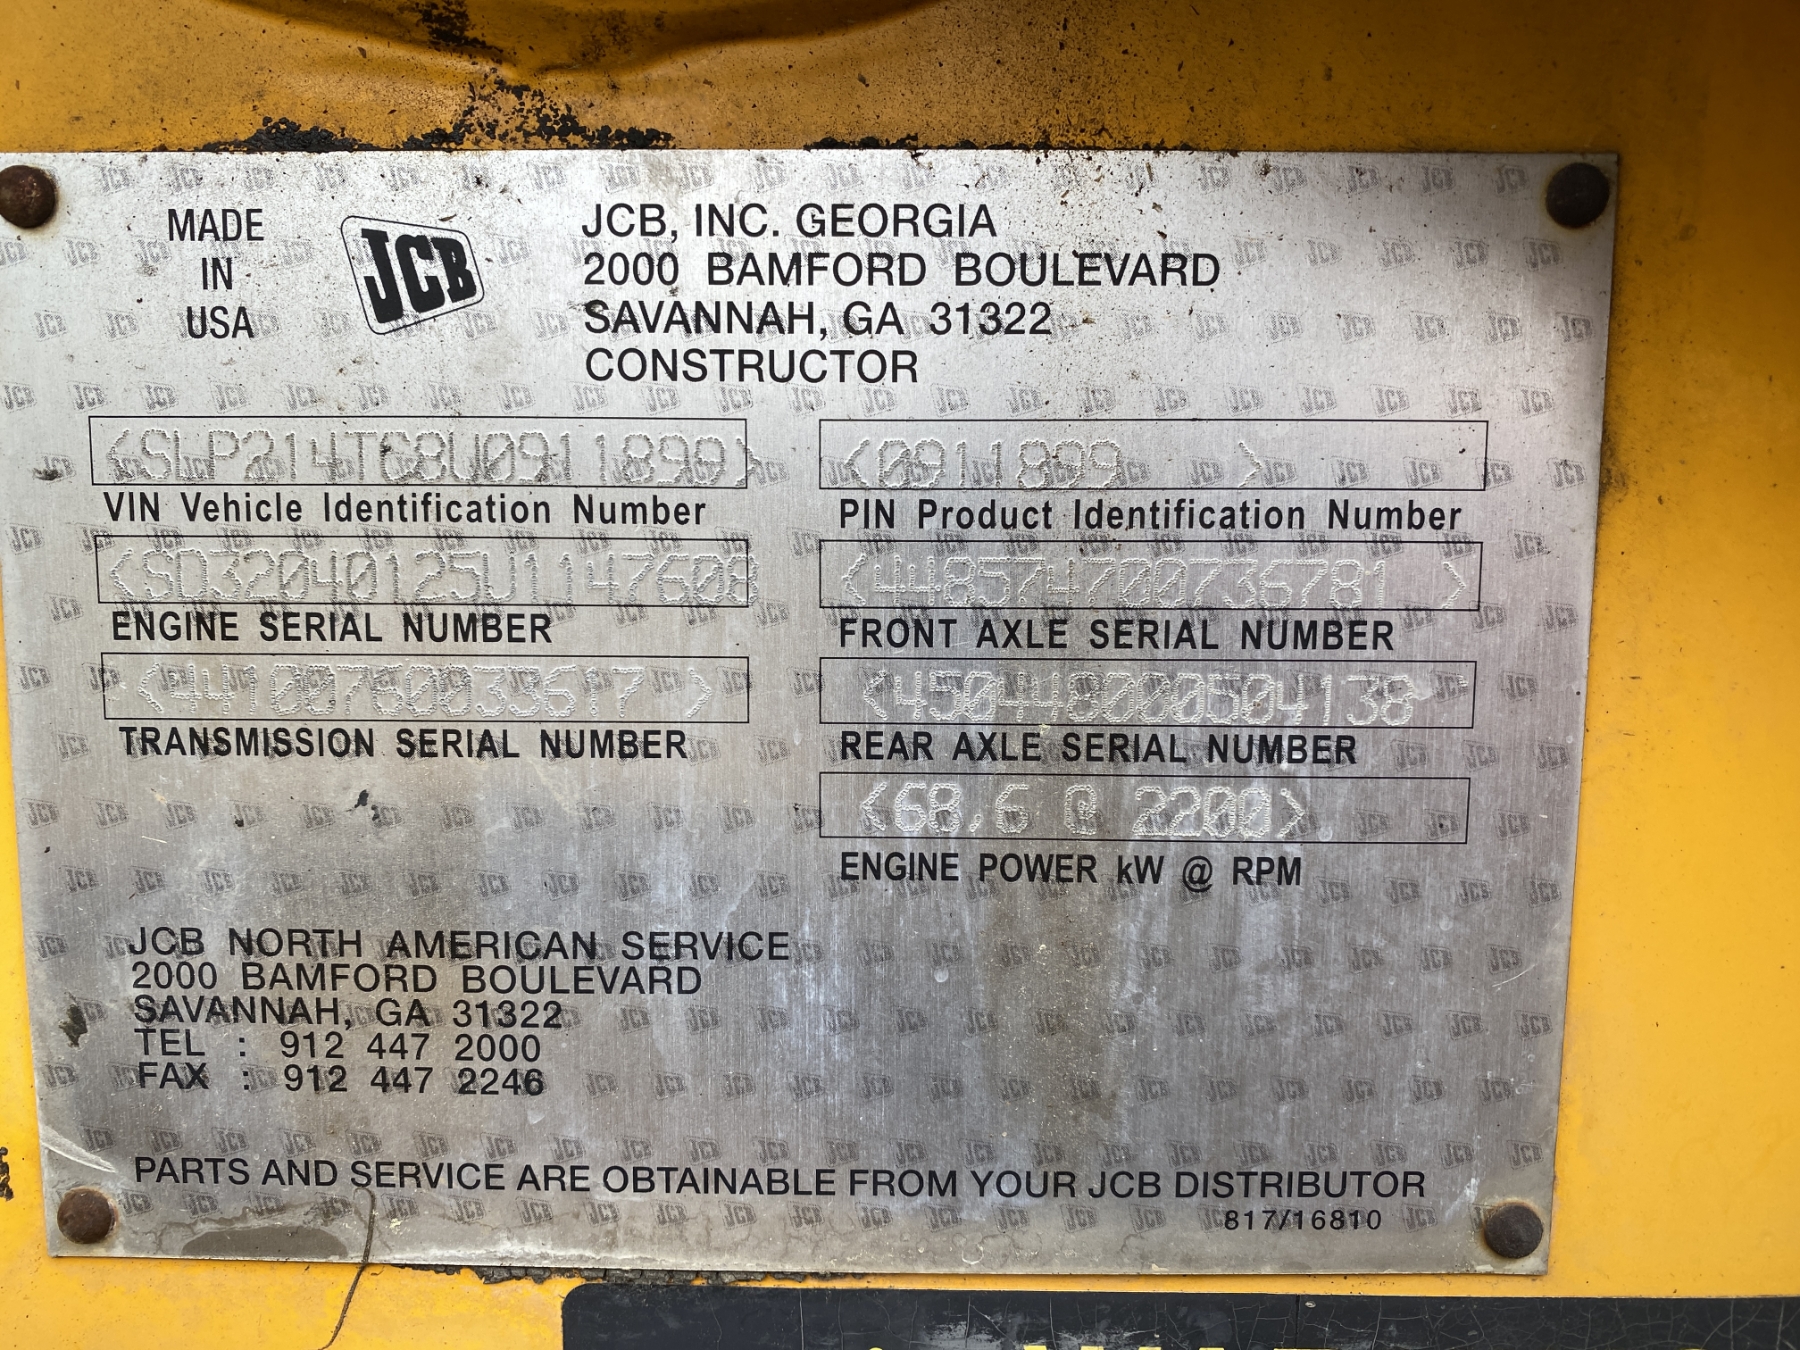 MADE
IN
USA
JCB
JCB, INC. GEORGIA
2000 BAMFORD BOULEVARD
SAVANNAH, GA 31322
CONSTRUCTOR
<SLP214TC8U0911899>
VIN Vehicle Identification Number
<0911899 >
PIN Product Identification Number
<SD32040125U1147608
ENGINE SERIAL NUMBER
<448574700736781 >
FRONT AXLE SERIAL NUMBER
<44100760033617 >
TRANSMISSION SERIAL NUMBER
<450448000504138
REAR AXLE SERIAL NUMBER
<68.6 @ 2200>
ENGINE POWER kW @ RPM
JCB NORTH AMERICAN SERVICE
2000 BAMFORD BOULEVARD
SAVANNAH, GA 31322
TEL : 912 447 2000
FAX : 912 447 2246
PARTS AND SERVICE ARE OBTAINABLE FROM YOUR JCB DISTRIBUTOR
817/16810